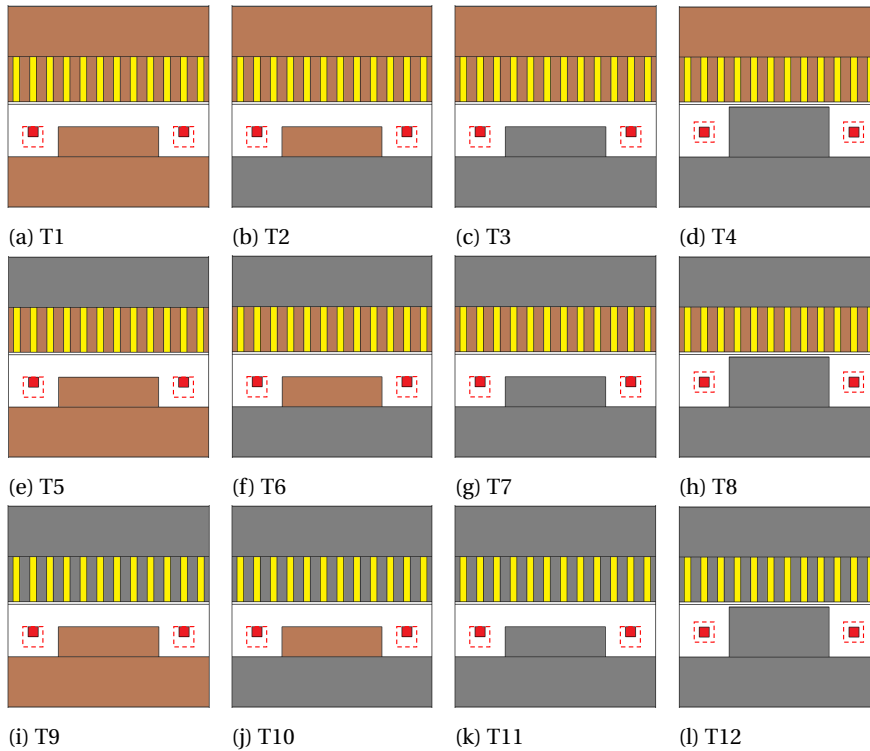 (a) T1 (b) T2 (c) T3 (d) T4
(e) T5 (f) T6 (g) T7 (h) T8
(i) T9 (j) T10 (k) T11 (l) T12